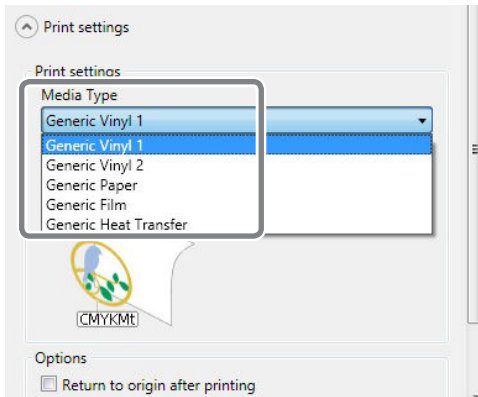 Print settings
Print settings
Media Type
Generic Vinyl 1
Generic Vinyl 1
Generic Vinyl 2
Generic Paper
Generic Film
Generic Heat Transfer
CMYKMt
Options
Return to origin after printing